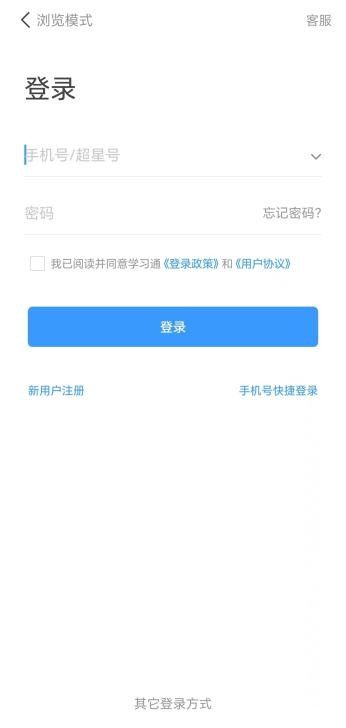 浏览模式 客服
登录
手机号/超星号
密码 忘记密码?
我已阅读并同意学习通《登录政策》和《用户协议》
登录
新用户注册 手机号快捷登录
其它登录方式